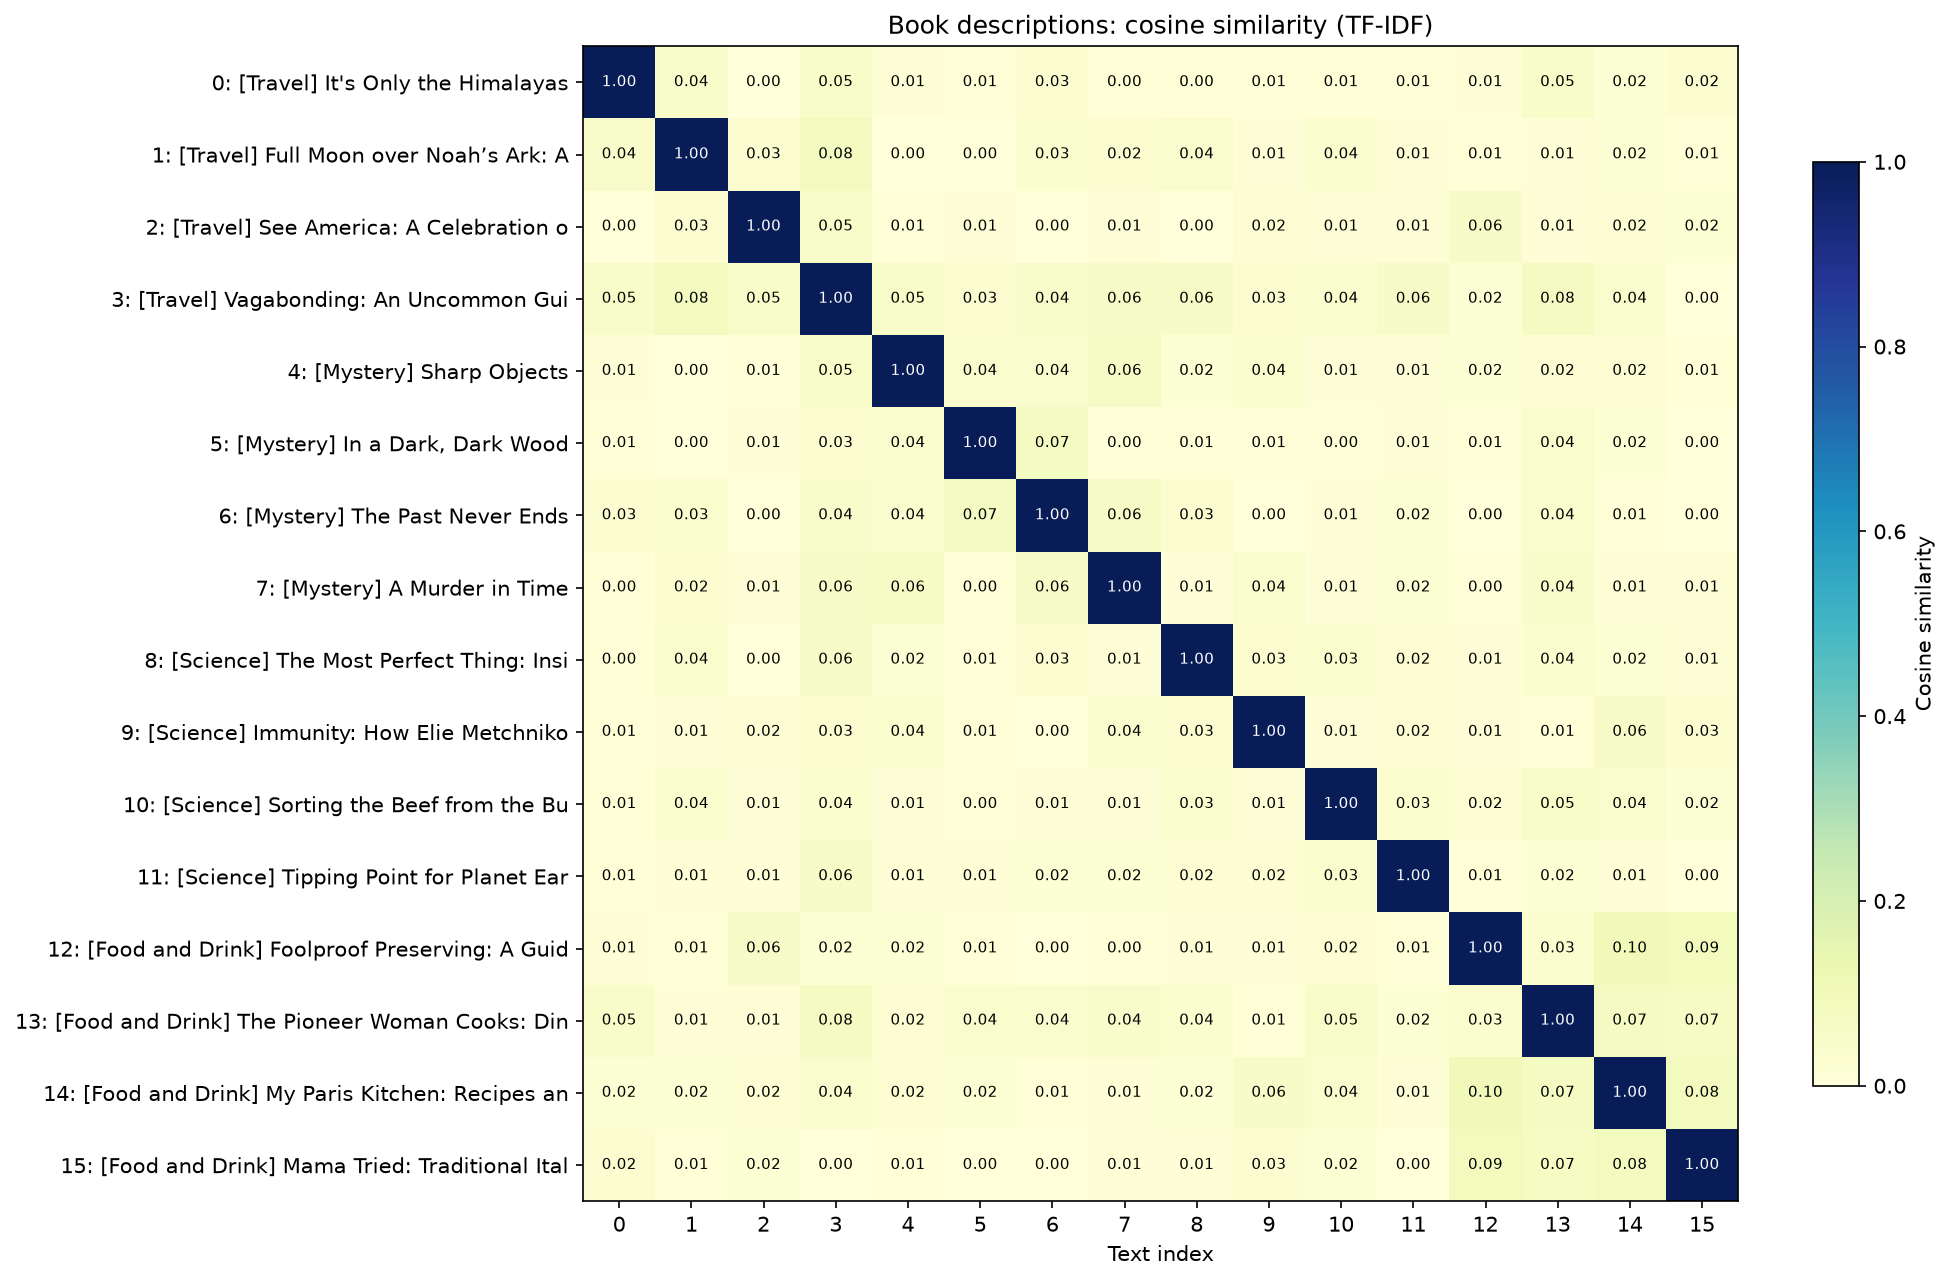 Book descriptions: cosine similarity (TF-IDF)
0: [Travel] It's Only the Himalayas 1.00 0.04 0.00 0.05 0.01 0.01 0.03 0.00 0.00 0.01 0.01 0.01 0.01 0.05 0.02 0.02
1: [Travel] Full Moon over Noah’s Ark: A 0.04 1.00 0.03 0.08 0.00 0.00 0.03 0.02 0.04 0.01 0.04 0.01 0.01 0.01 0.02 0.01
2: [Travel] See America: A Celebration o 0.00 0.03 1.00 0.05 0.01 0.01 0.00 0.01 0.00 0.02 0.01 0.01 0.06 0.01 0.02 0.02
3: [Travel] Vagabonding: An Uncommon Gui 0.05 0.08 0.05 1.00 0.05 0.03 0.04 0.06 0.06 0.03 0.04 0.06 0.02 0.08 0.04 0.00
4: [Mystery] Sharp Objects 0.01 0.00 0.01 0.05 1.00 0.04 0.04 0.06 0.02 0.04 0.01 0.01 0.02 0.02 0.02 0.01
5: [Mystery] In a Dark, Dark Wood 0.01 0.00 0.01 0.03 0.04 1.00 0.07 0.00 0.01 0.01 0.00 0.01 0.01 0.04 0.02 0.00
6: [Mystery] The Past Never Ends 0.03 0.03 0.00 0.04 0.04 0.07 1.00 0.06 0.03 0.00 0.01 0.02 0.00 0.04 0.01 0.00
7: [Mystery] A Murder in Time 0.00 0.02 0.01 0.06 0.06 0.00 0.06 1.00 0.01 0.04 0.01 0.02 0.00 0.04 0.01 0.01
8: [Science] The Most Perfect Thing: Insi 0.00 0.04 0.00 0.06 0.02 0.01 0.03 0.01 1.00 0.03 0.03 0.02 0.01 0.04 0.02 0.01
9: [Science] Immunity: How Elie Metchniko 0.01 0.01 0.02 0.03 0.04 0.01 0.00 0.04 0.03 1.00 0.01 0.02 0.01 0.01 0.06 0.03
10: [Science] Sorting the Beef from the Bu 0.01 0.04 0.01 0.04 0.01 0.00 0.01 0.01 0.03 0.01 1.00 0.03 0.02 0.05 0.04 0.02
11: [Science] Tipping Point for Planet Ear 0.01 0.01 0.01 0.06 0.01 0.01 0.02 0.02 0.02 0.02 0.03 1.00 0.01 0.02 0.01 0.00
12: [Food and Drink] Foolproof Preserving: A Guid 0.01 0.01 0.06 0.02 0.02 0.01 0.00 0.00 0.01 0.01 0.02 0.01 1.00 0.03 0.10 0.09
13: [Food and Drink] The Pioneer Woman Cooks: Din 0.05 0.01 0.01 0.08 0.02 0.04 0.04 0.04 0.04 0.01 0.05 0.02 0.03 1.00 0.07 0.07
14: [Food and Drink] My Paris Kitchen: Recipes an 0.02 0.02 0.02 0.04 0.02 0.02 0.01 0.01 0.02 0.06 0.04 0.01 0.10 0.07 1.00 0.08
15: [Food and Drink] Mama Tried: Traditional Ital 0.02 0.01 0.02 0.00 0.01 0.00 0.00 0.01 0.01 0.03 0.02 0.00 0.09 0.07 0.08 1.00
0 1 2 3 4 5 6 7 8 9 10 11 12 13 14 15
Text index
1.0
0.8
0.6
0.4
0.2
0.0
Cosine similarity